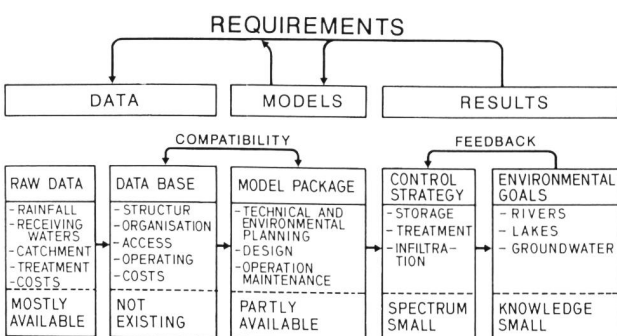 REQUIREMENTS
DATA
MODELS
RESULTS
COMPATIBILITY
FEEDBACK
RAW DATA
-RAINFALL
-RECEIVING
WATERS
-CATCHMENT
-TREATMENT
-COSTS
MOSTLY
AVAILABLE
DATA BASE
-STRUCTUR
-ORGANISATION
-ACCESS
-OPERATING
-COSTS
NOT
EXISTING
MODEL PACKAGE
-TECHNICAL AND
ENVIRONMENTAL
PLANNING
-DESIGN
-OPERATION
MAINTENANCE
PARTLY
AVAILABLE
CONTROL
STRATEGY
-STORAGE
-TREATMENT
-INFILTRA-
TION
SPECTRUM
SMALL
ENVIRONMENTAL
GOALS
-RIVERS
-LAKES
-GROUNDWATER
KNOWLEDGE
SMALL